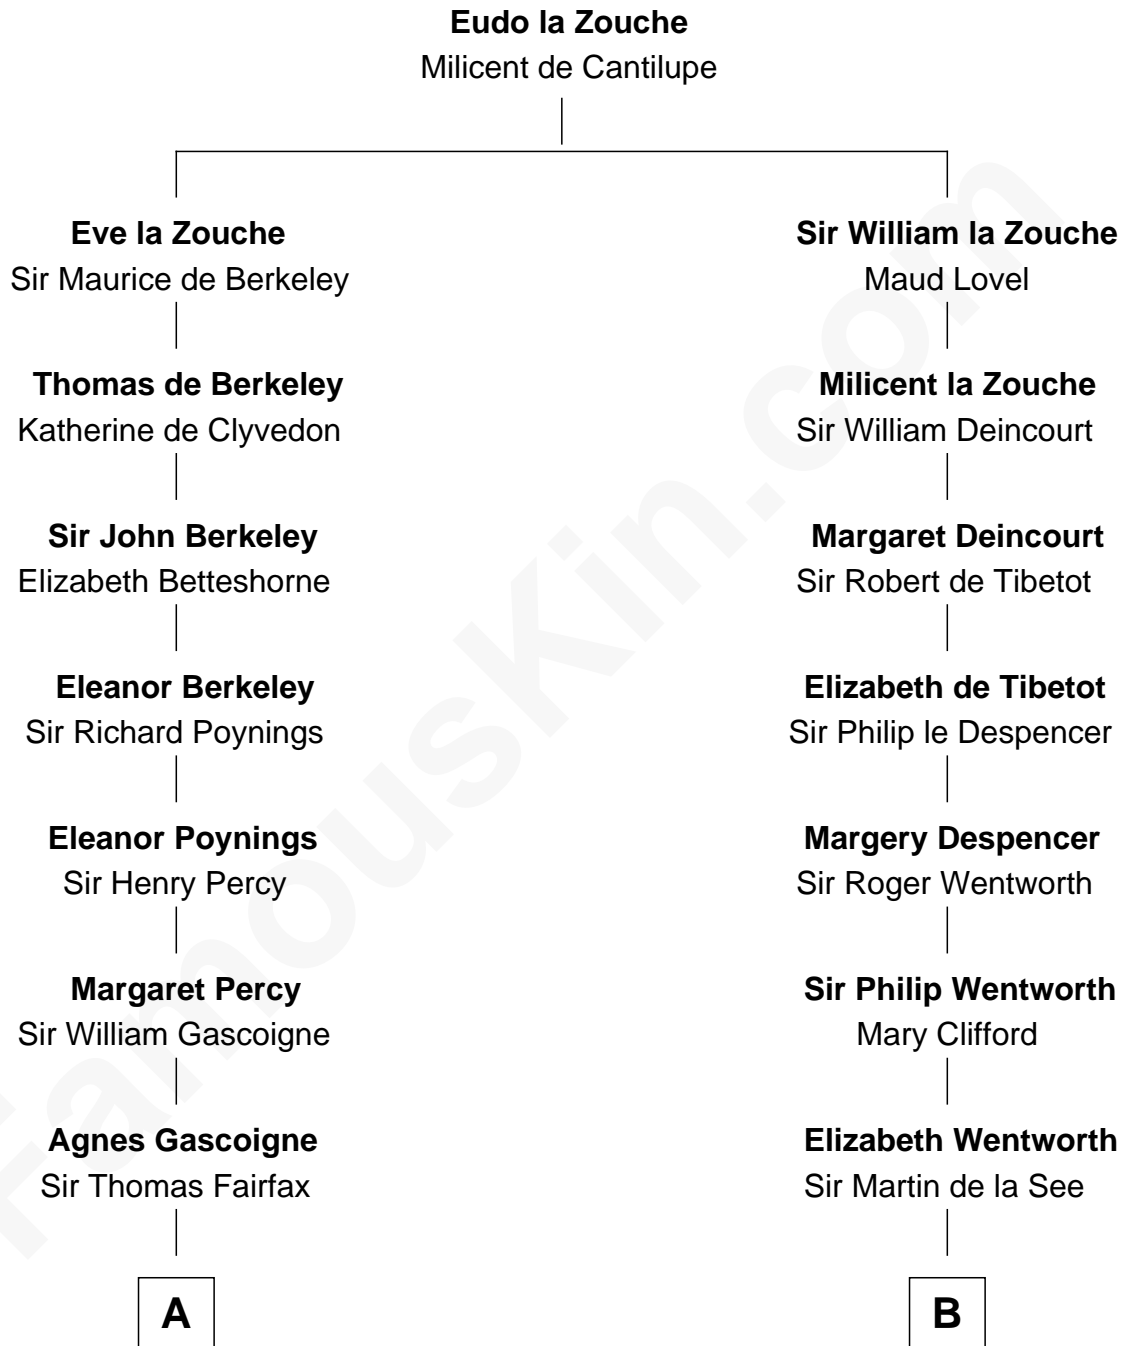 Eudo la Zouche
Milicent de Cantilupe
Eve la Zouche
Sir Maurice de Berkeley
Sir William la Zouche
Maud Lovel
Thomas de Berkeley
Katherine de Clyvedon
Milicent la Zouche
Sir William Deincourt
Sir John Berkeley
Elizabeth Betteshorne
Margaret Deincourt
Sir Robert de Tibetot
Eleanor Berkeley
Sir Richard Poynings
Elizabeth de Tibetot
Sir Philip le Despencer
Eleanor Poynings
Sir Henry Percy
Margery Despencer
Sir Roger Wentworth
Margaret Percy
Sir William Gascoigne
Sir Philip Wentworth
Mary Clifford
Agnes Gascoigne
Sir Thomas Fairfax
Elizabeth Wentworth
Sir Martin de la See
A
B
FamousKin.com